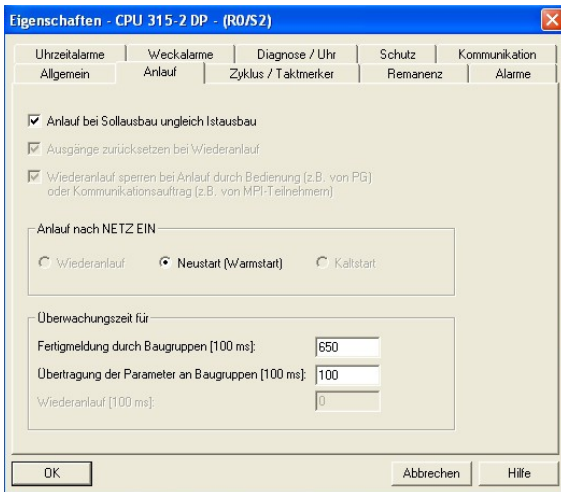 Eigenschaften - CPU 315-2 DP - (R0/S2)
Uhrzeitalarme
Weckalarme
Diagnose / Uhr
Schutz
Kommunikation
Allgemein
Anlauf
Zyklus / Taktmerker
Remanenz
Alarme
Anlauf bei Sollausbau ungleich Istausbau
Ausgänge zurücksetzen bei Wiederanlauf
Wiederanlauf sperren bei Anlauf durch Bedienung (z.B. von PG)
oder Kommunikationsauftrag (z.B. von MPI-Teilnehmern)
Anlauf nach NETZ EIN
Wiederanlauf
Neustart (Warmstart)
Kaltstart
Überwachungszeit für
Fertigmeldung durch Baugruppen [100 ms]: 650
Übertragung der Parameter an Baugruppen [100 ms]: 100
Wiederanlauf [100 ms]: 0
OK
Abbrechen
Hilfe